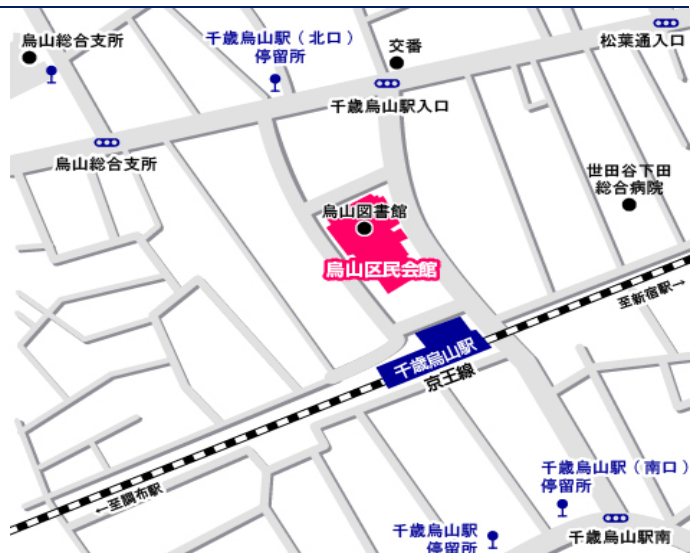 烏山総合支所
千歳烏山駅（北口）
停留所
交番
松葉通入口
千歳烏山駅入口
烏山総合支所
世田谷下田
総合病院
烏山図書館
烏山区民会館
至新宿駅→
千歳烏山駅
京王線
←至調布駅
千歳烏山駅（南口）
停留所
千歳烏山駅
停留所
千歳烏山駅南